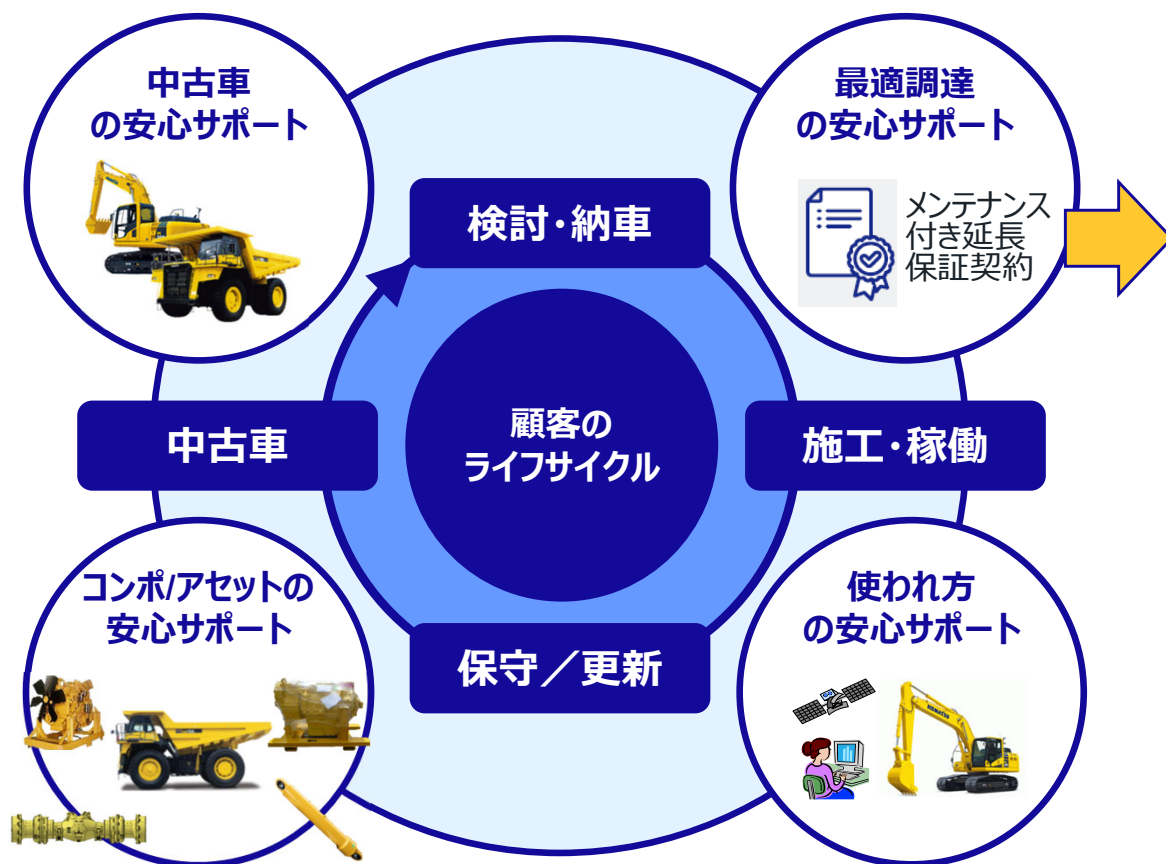 中古車
の安心サポート
最適調達
の安心サポート
メンテナンス
付き延長
保証契約
検討・納車
中古車
顧客の
ライフサイクル
施工・稼働
コンポ/アセットの
安心サポート
保守／更新
使われ方
の安心サポート
KOMATSU